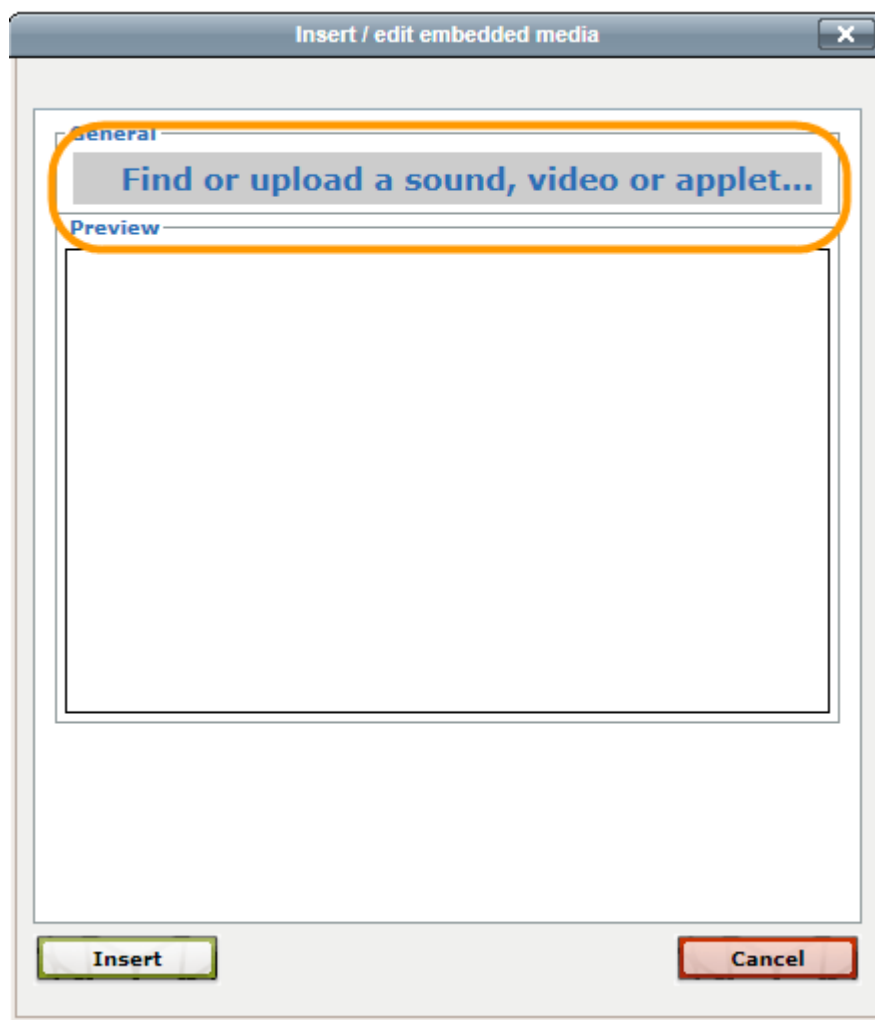 Insert / edit embedded media
General
Find or upload a sound, video or applet...
Preview
Insert
Cancel